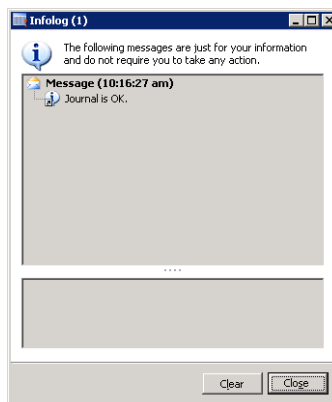 Infolog (1)
The following messages are just for your information
and do not require you to take any action.
Message (10:16:27 am)
Journal is OK.
Clear
Close